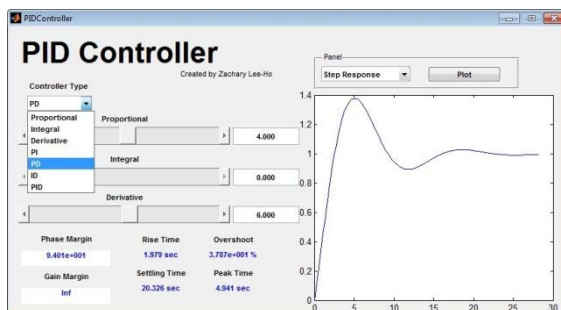 PIDController
PID Controller
Created by Zachary Lee-Ho
Controller Type
PD
Proportional
Integral
Derivative
PI
PD
ID
PID
Proportional
4.000
Integral
0.000
Derivative
6.000
Phase Margin
9.401e+001
Gain Margin
Inf
Rise Time
1.979 sec
Settling Time
20.326 sec
Overshoot
3.787e+001 %
Peak Time
4.941 sec
Panel
Step Response
Plot
1.4
1.2
1
0.8
0.6
0.4
0.2
0
0 5 10 15 20 25 30